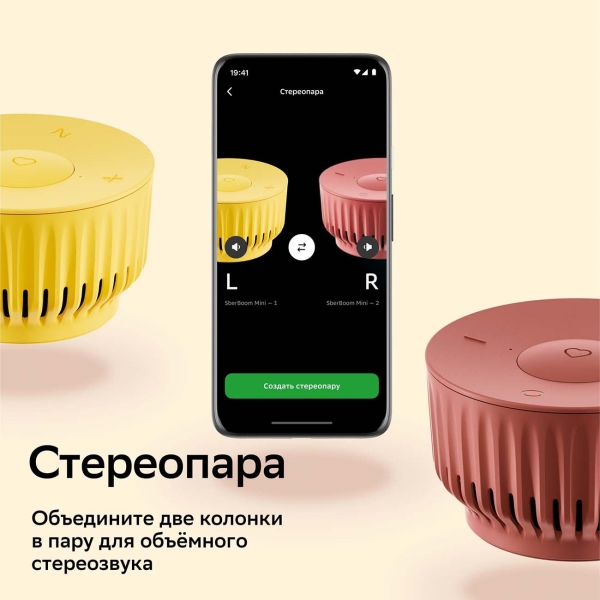 19:41
Стереопара
L
R
SberBoom Mini — 1
SberBoom Mini — 2
Создать стереопару
Стереопара
Объедините две колонки
в пару для объёмного
стереозвука